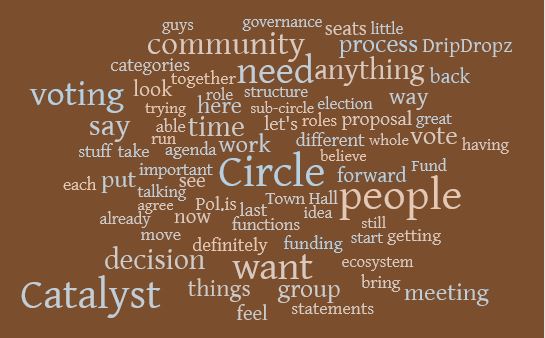 guys governance seats little
community process DripDropz
categories together need anything back
voting look role structure way
trying here sub-circle election
say able time let's roles proposal great
run work different whole vote having
stuff take agenda believe
important Circle forward Fund
each put see people
talking Town Hall
agree Pol.is last idea
already now functions still
move definitely funding start getting
decision want ecosystem
Catalyst things group bring meeting
feel statements